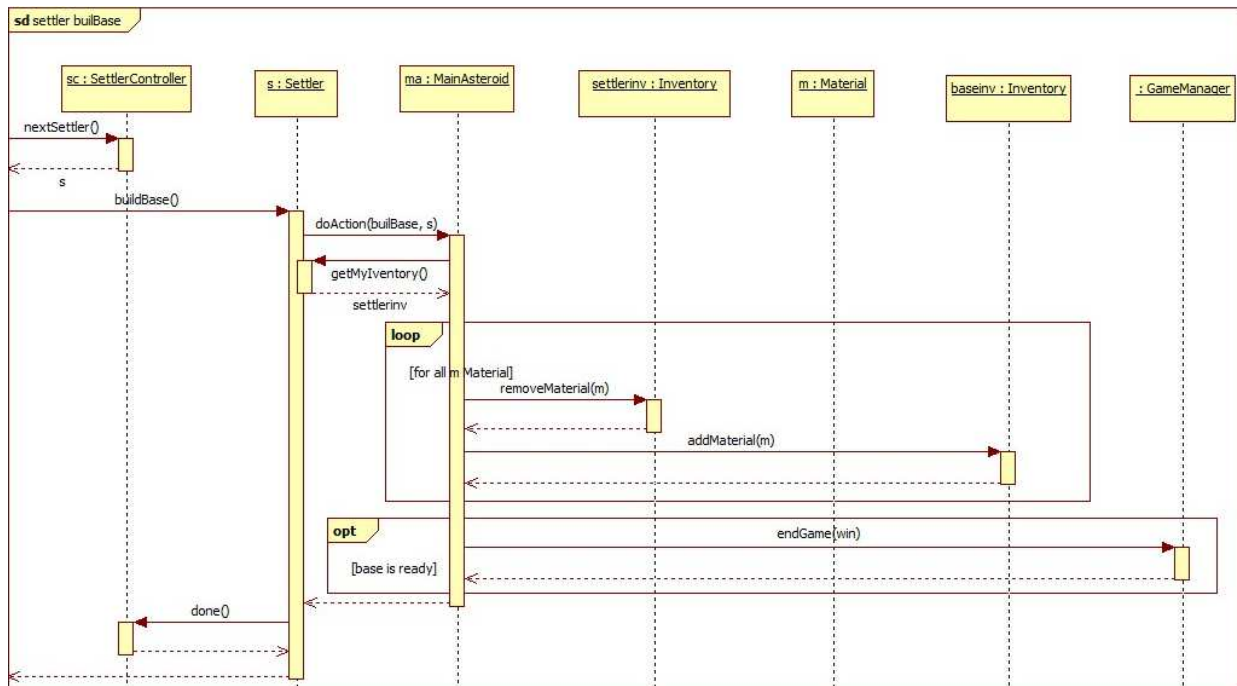 sd settler builBase
sc : SettlerController
s : Settler
ma : MainAsteroid
settlerinv : Inventory
m : Material
baseinv : Inventory
: GameManager
nextSettler()
s
buildBase()
doAction(builBase, s)
getMyIventory()
settlerinv
loop
[for all m Material]
removeMaterial(m)
addMaterial(m)
opt
endGame(win)
[base is ready]
done()